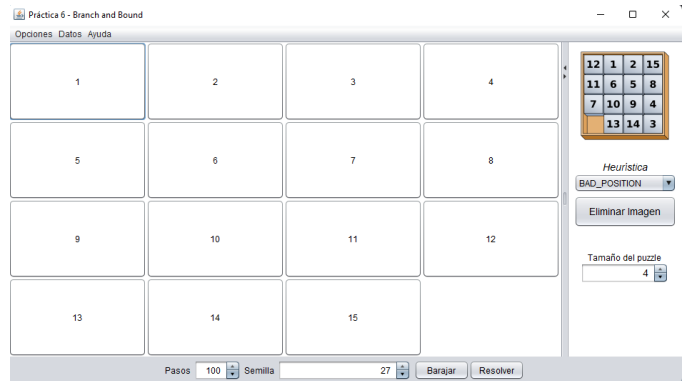 Práctica 6 - Branch and Bound
Opciones Datos Ayuda
1 2 3 4
5 6 7 8
9 10 11 12
13 14 15
12 1 2 15
11 6 5 8
7 10 9 4
13 14 3
Heurística
BAD_POSITION
Eliminar Imagen
Tamaño del puzzle
4
Pasos 100 Semilla 27 Barajar Resolver